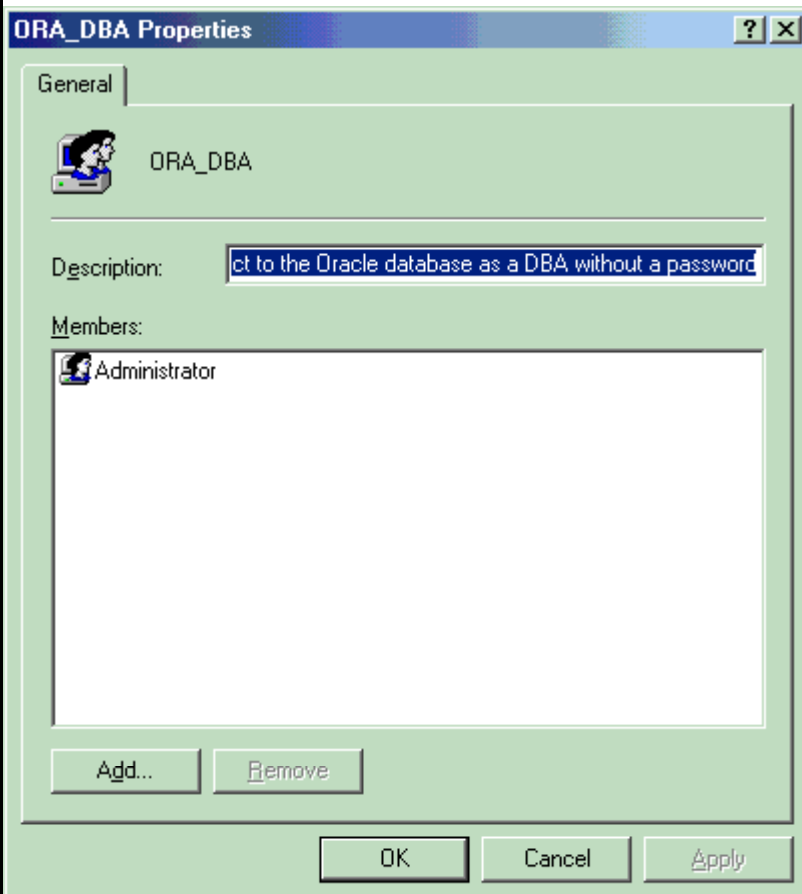 ORA_DBA Properties
General
ORA_DBA
Description:
ct to the Oracle database as a DBA without a password
Members:
Administrator
Add...
Remove
OK
Cancel
Apply